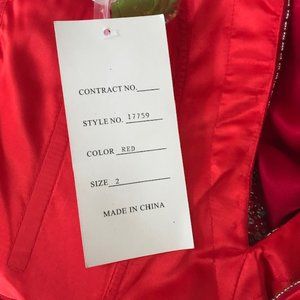 CONTRACT NO.
STYLE NO. 17759
COLOR RED
SIZE 2
MADE IN CHINA